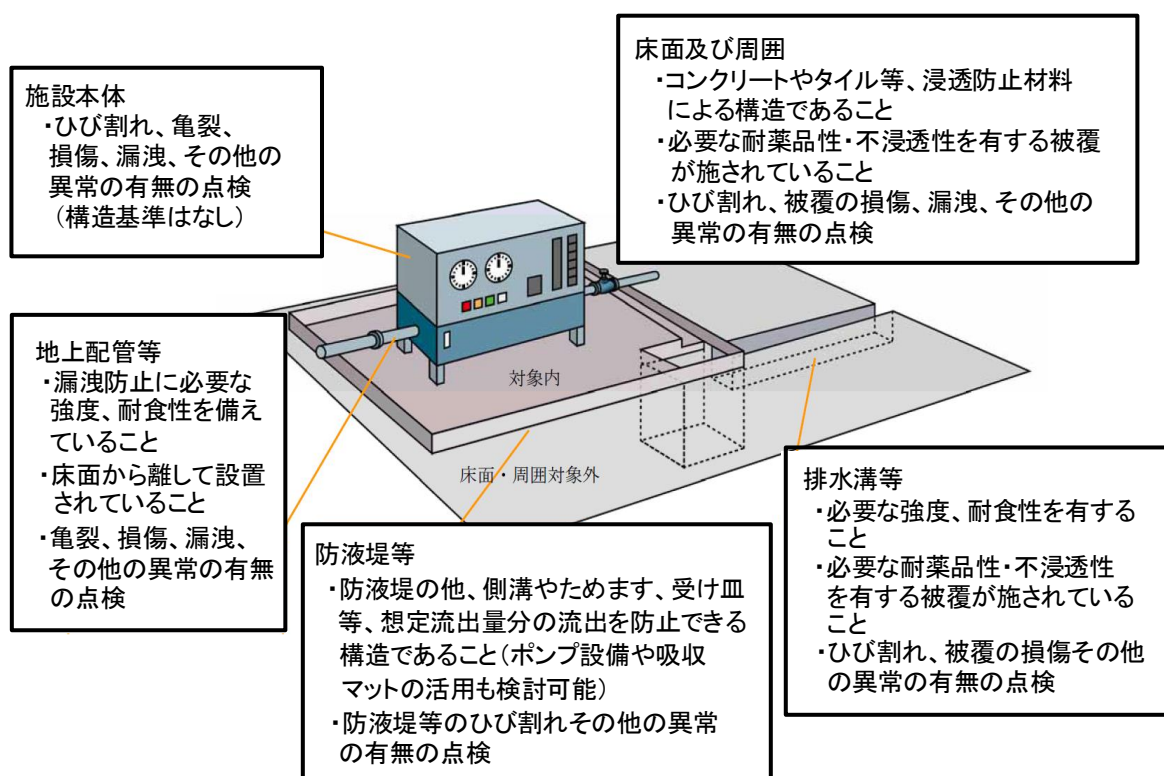 施設本体
・ひび割れ、亀裂、
損傷、漏洩、その他の
異常の有無の点検
（構造基準はなし）
床面及び周囲
・コンクリートやタイル等、浸透防止材料
による構造であること
・必要な耐薬品性・不浸透性を有する被覆
が施されていること
・ひび割れ、被覆の損傷、漏洩、その他の
異常の有無の点検
地上配管等
・漏洩防止に必要な
強度、耐食性を備え
ていること
・床面から離して設置
されていること
・亀裂、損傷、漏洩、
その他の異常の有無
の点検
対象内
床面・周囲対象外
防液堤等
・防液堤の他、側溝やためます、受け皿
等、想定流出量分の流出を防止できる
構造であること（ポンプ設備や吸収
マットの活用も検討可能）
・防液堤等のひび割れその他の異常
の有無の点検
排水溝等
・必要な強度、耐食性を有する
こと
・必要な耐薬品性・不浸透性
を有する被覆が施されている
こと
・ひび割れ、被覆の損傷その他
の異常の有無の点検